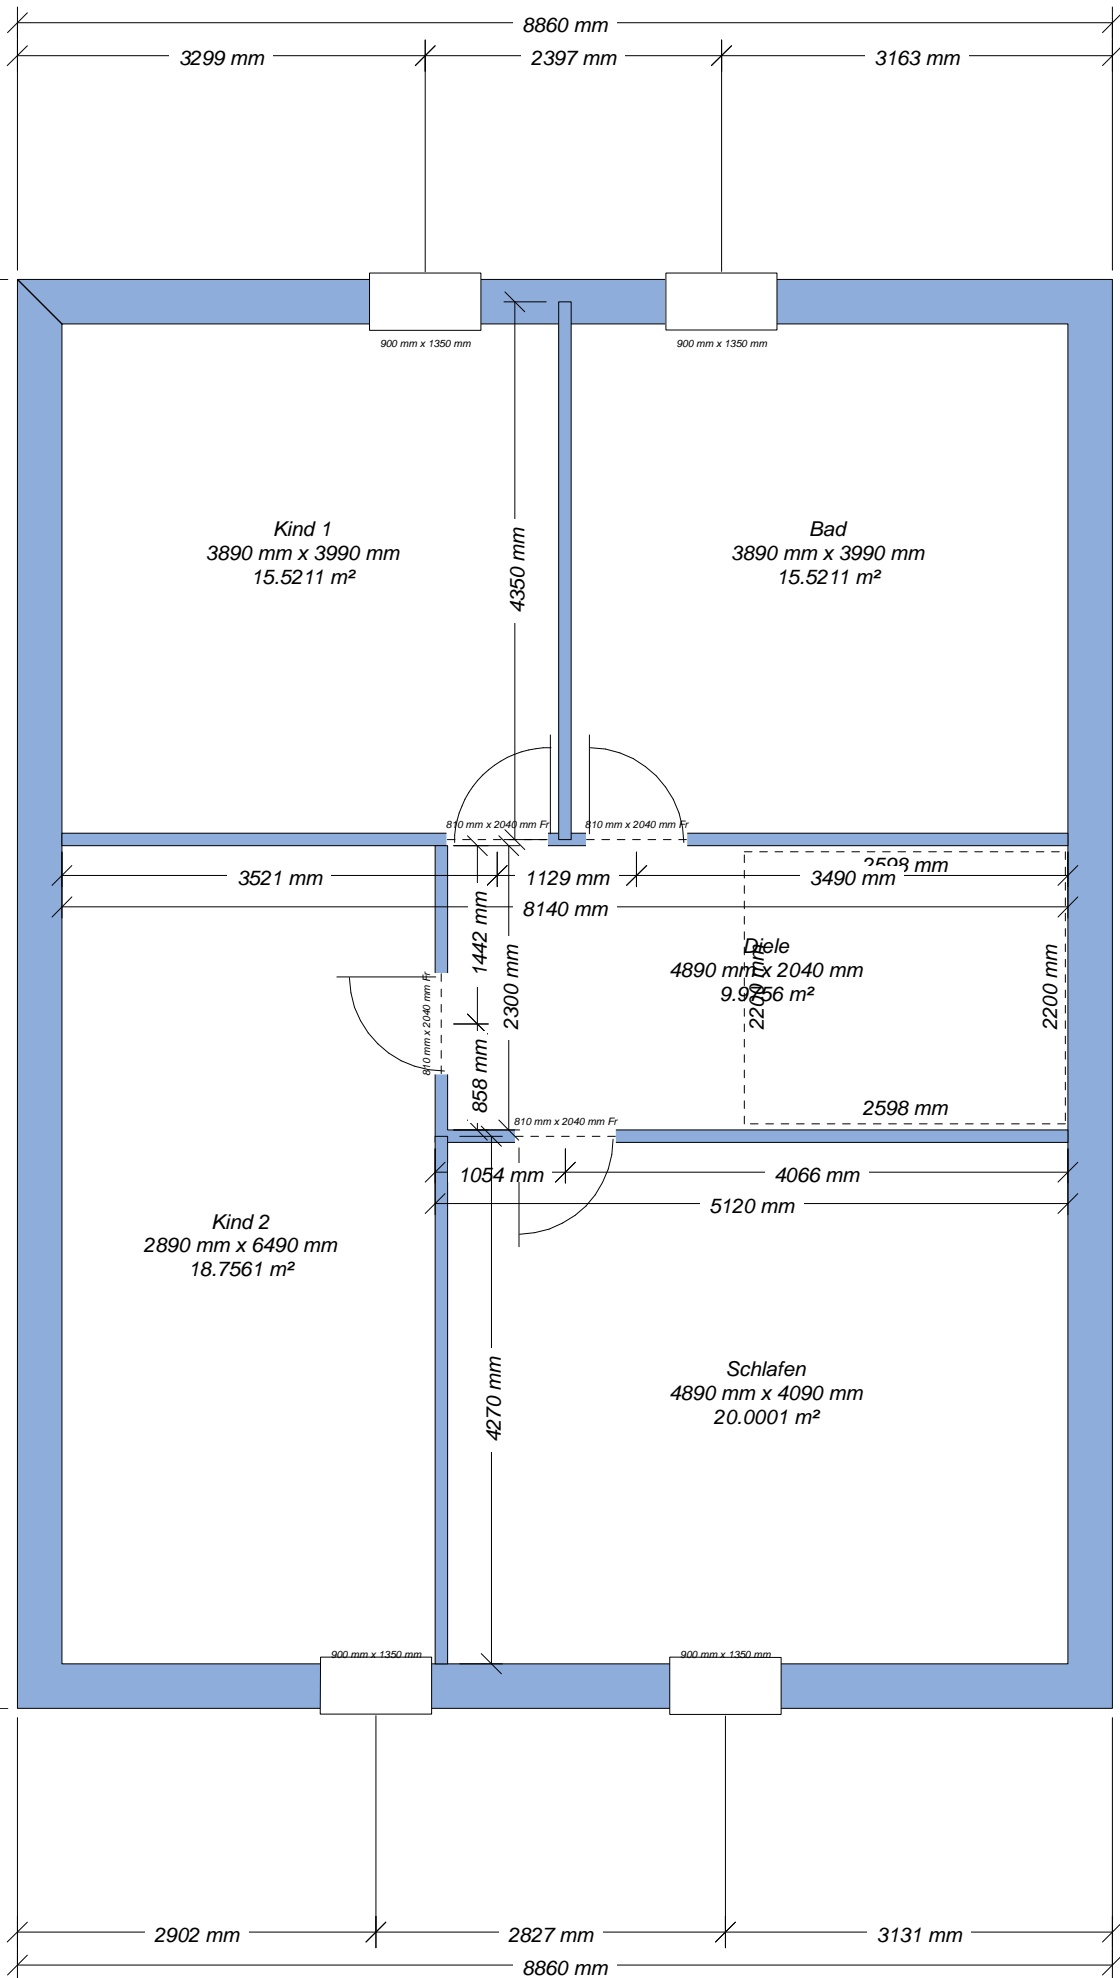 8860 mm
3299 mm
2397 mm
3163 mm
900 mm x 1350 mm
900 mm x 1350 mm
Kind 1
3890 mm x 3990 mm
15.5211 m²
4350 mm
Bad
3890 mm x 3990 mm
15.5211 m²
810 mm x 2040 mm Fr
810 mm x 2040 mm Fr
2598 mm
3521 mm
1129 mm
3490 mm
8140 mm
1442 mm
2300 mm
Diele
4890 mm x 2040 mm
9.9756 m²
2200 mm
2200 mm
810 mm x 2040 mm Fr
858 mm
2598 mm
810 mm x 2040 mm Fr
1054 mm
4066 mm
5120 mm
Kind 2
2890 mm x 6490 mm
18.7561 m²
4270 mm
Schlafen
4890 mm x 4090 mm
20.0001 m²
900 mm x 1350 mm
900 mm x 1350 mm
2902 mm
2827 mm
3131 mm
8860 mm